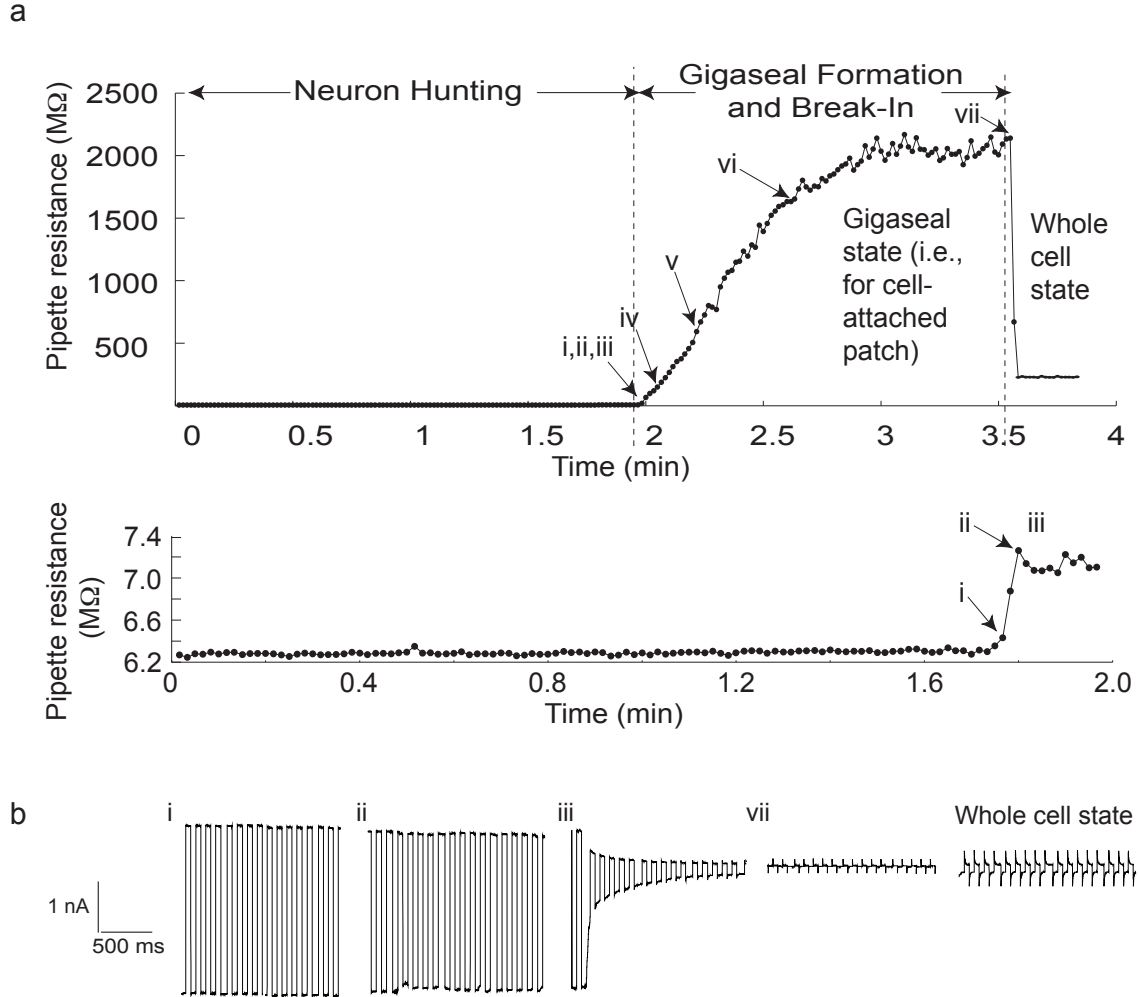 a
Neuron Hunting
Gigaseal Formation
and Break-In
Pipette resistance (MΩ)
2500
2000
1500
1000
500
i,ii,iii
iv
v
vi
vii
Gigaseal
state (i.e.,
for cell-
attached
patch)
Whole
cell
state
0 0.5 1 1.5 2 2.5 3 3.5 4
Time (min)
Pipette resistance
(MΩ)
7.4
7.0
6.6
6.2
i
ii
iii
0 0.4 0.8 1.2 1.6 2.0
Time (min)
b
i ii iii vii Whole cell state
1 nA
500 ms